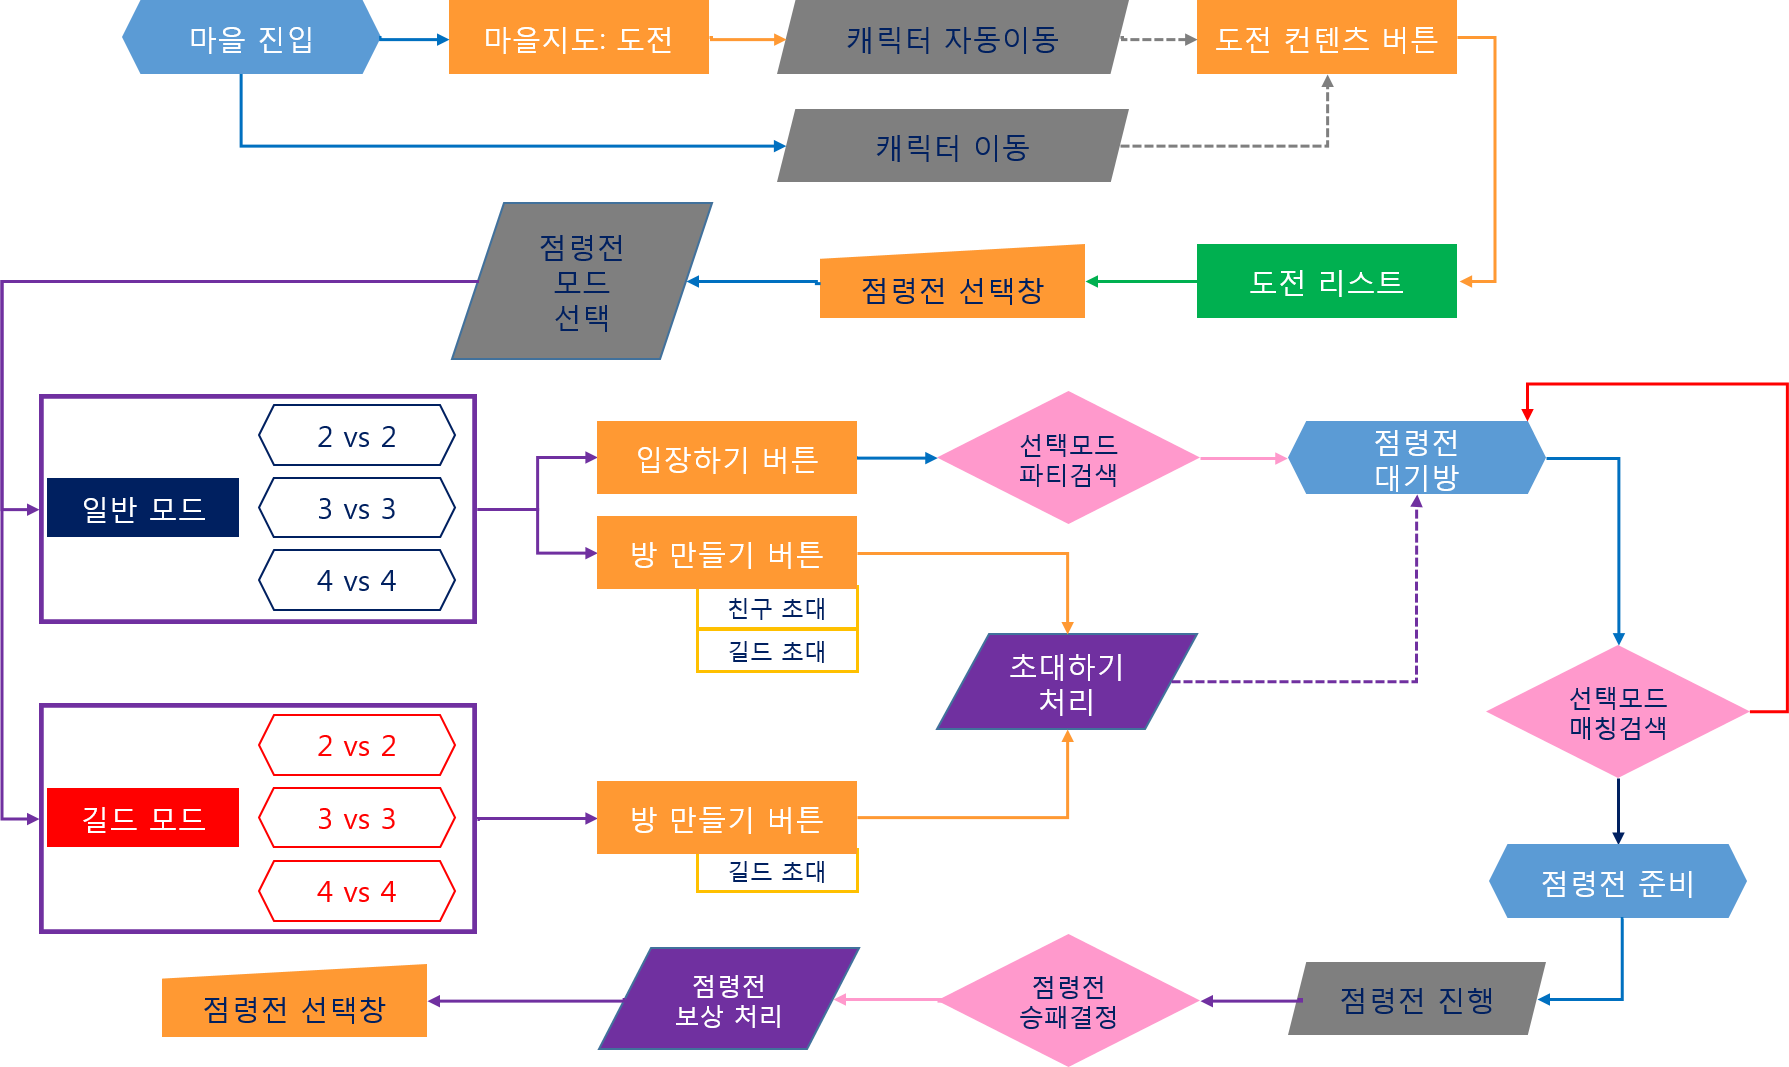 마을 진입
마을지도: 도전
캐릭터 자동이동
도전 컨텐츠 버튼
캐릭터 이동
점령전
모드
선택
점령전 선택창
도전 리스트
2 vs 2
일반 모드
3 vs 3
4 vs 4
입장하기 버튼
선택모드
파티검색
점령전
대기방
방 만들기 버튼
친구 초대
길드 초대
초대하기
처리
선택모드
매칭검색
2 vs 2
길드 모드
3 vs 3
4 vs 4
방 만들기 버튼
길드 초대
점령전 준비
점령전 선택창
점령전
보상 처리
점령전
승패결정
점령전 진행